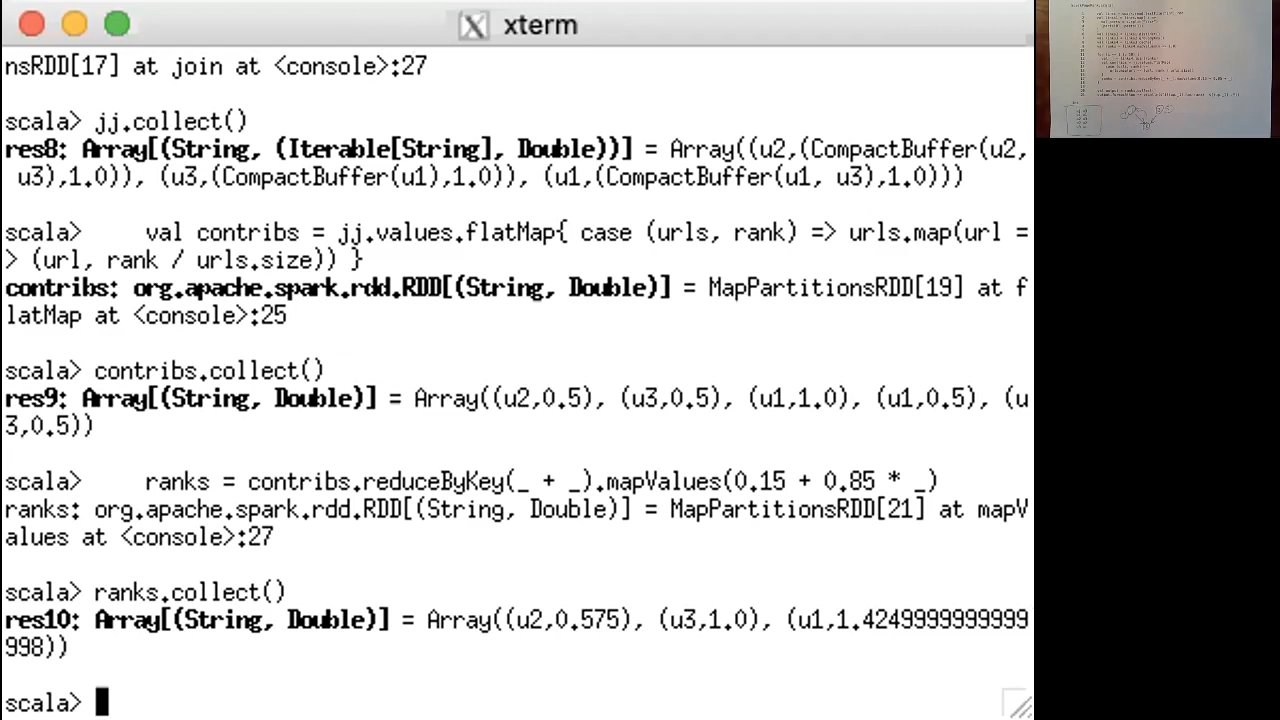 xterm
nsRDD[17] at join at <console>:27
scala> jj.collect()
res8: Array[(String, (Iterable[String], Double))] = Array((u2,(CompactBuffer(u2,
 u3),1.0)), (u3,(CompactBuffer(u1),1.0)), (u1,(CompactBuffer(u1, u3),1.0)))
scala>     val contribs = jj.values.flatMap{ case (urls, rank) => urls.map(url =
> (url, rank / urls.size)) }
contribs: org.apache.spark.rdd.RDD[(String, Double)] = MapPartitionsRDD[19] at f
latMap at <console>:25
scala> contribs.collect()
res9: Array[(String, Double)] = Array((u2,0.5), (u3,0.5), (u1,1.0), (u1,0.5), (u
3,0.5))
scala>     ranks = contribs.reduceByKey(_ + _).mapValues(0.15 + 0.85 * _)
ranks: org.apache.spark.rdd.RDD[(String, Double)] = MapPartitionsRDD[21] at mapV
alues at <console>:27
scala> ranks.collect()
res10: Array[(String, Double)] = Array((u2,0.575), (u3,1.0), (u1,1.4249999999999
998))
scala>